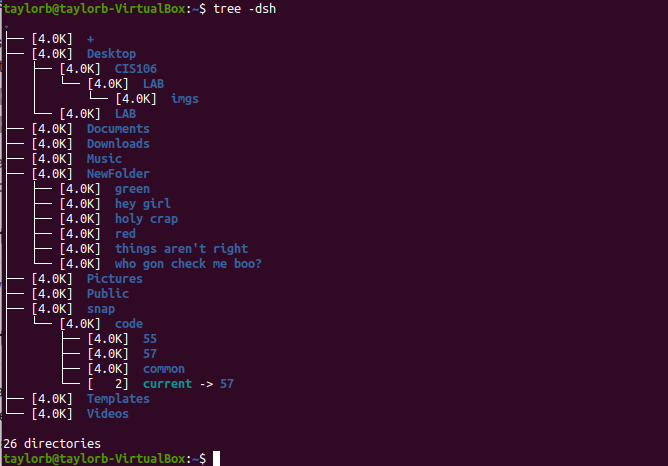 taylorb@taylorb-VirtualBox:~$ tree -dsh
.
├── [4.0K]  +
├── [4.0K]  Desktop
│   ├── [4.0K]  CIS106
│   │   └── [4.0K]  LAB
│   │       └── [4.0K]  imgs
│   └── [4.0K]  LAB
├── [4.0K]  Documents
├── [4.0K]  Downloads
├── [4.0K]  Music
├── [4.0K]  NewFolder
│   ├── [4.0K]  green
│   ├── [4.0K]  hey girl
│   ├── [4.0K]  holy crap
│   ├── [4.0K]  red
│   ├── [4.0K]  things aren't right
│   └── [4.0K]  who gon check me boo?
├── [4.0K]  Pictures
├── [4.0K]  Public
├── [4.0K]  snap
│   └── [4.0K]  code
│       ├── [4.0K]  55
│       ├── [4.0K]  57
│       ├── [4.0K]  common
│       └── [   2]  current -> 57
├── [4.0K]  Templates
└── [4.0K]  Videos

26 directories
taylorb@taylorb-VirtualBox:~$